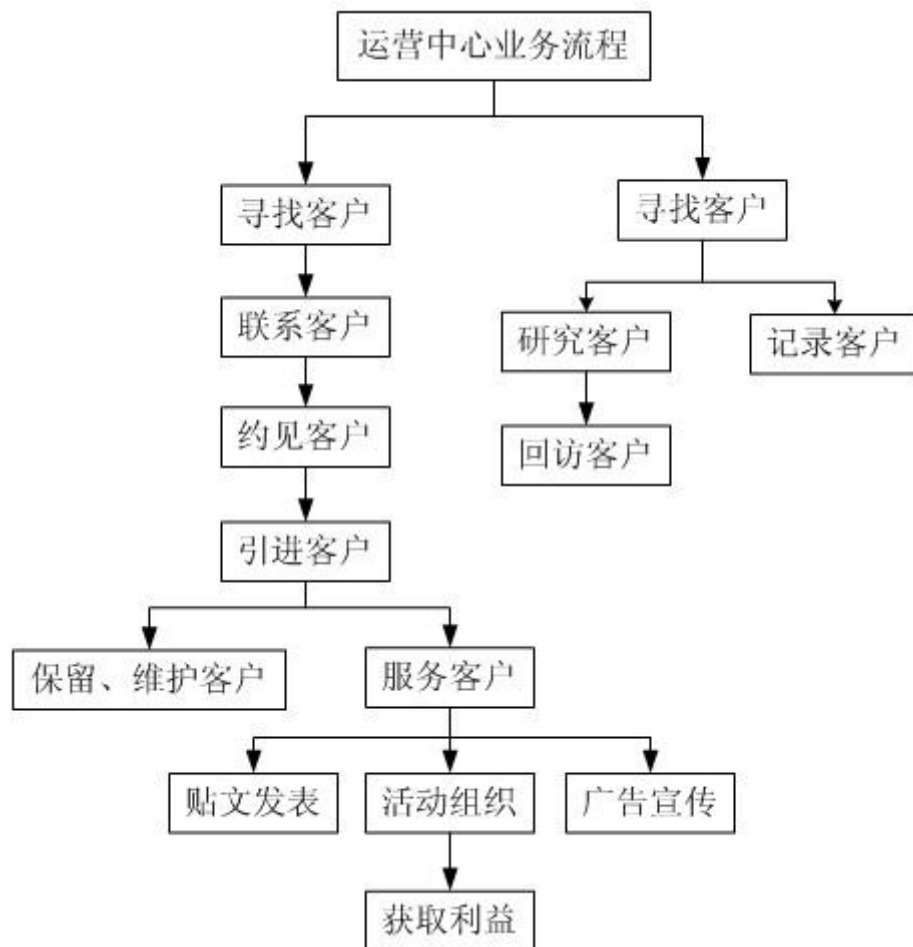 运营中心业务流程
寻找客户
寻找客户
联系客户
研究客户
记录客户
约见客户
回访客户
引进客户
保留、维护客户
服务客户
贴文发表
活动组织
广告宣传
获取利益